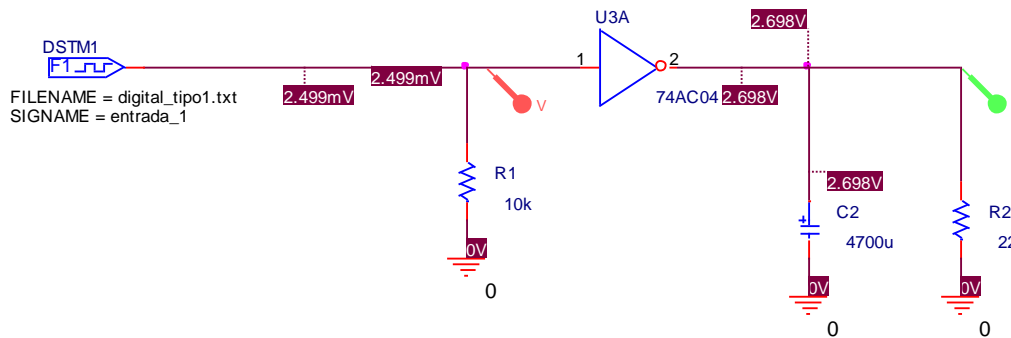 U3A
2.698V
DSTM1
F1
2.499mV
2.499mV
1
2
V
74AC04
2.698V
FILENAME = digital_tipo1.txt
SIGNAME = entrada_1
R1
10k
2.698V
C2
4700u
R2
22
0V
0
0V
0
0V
0